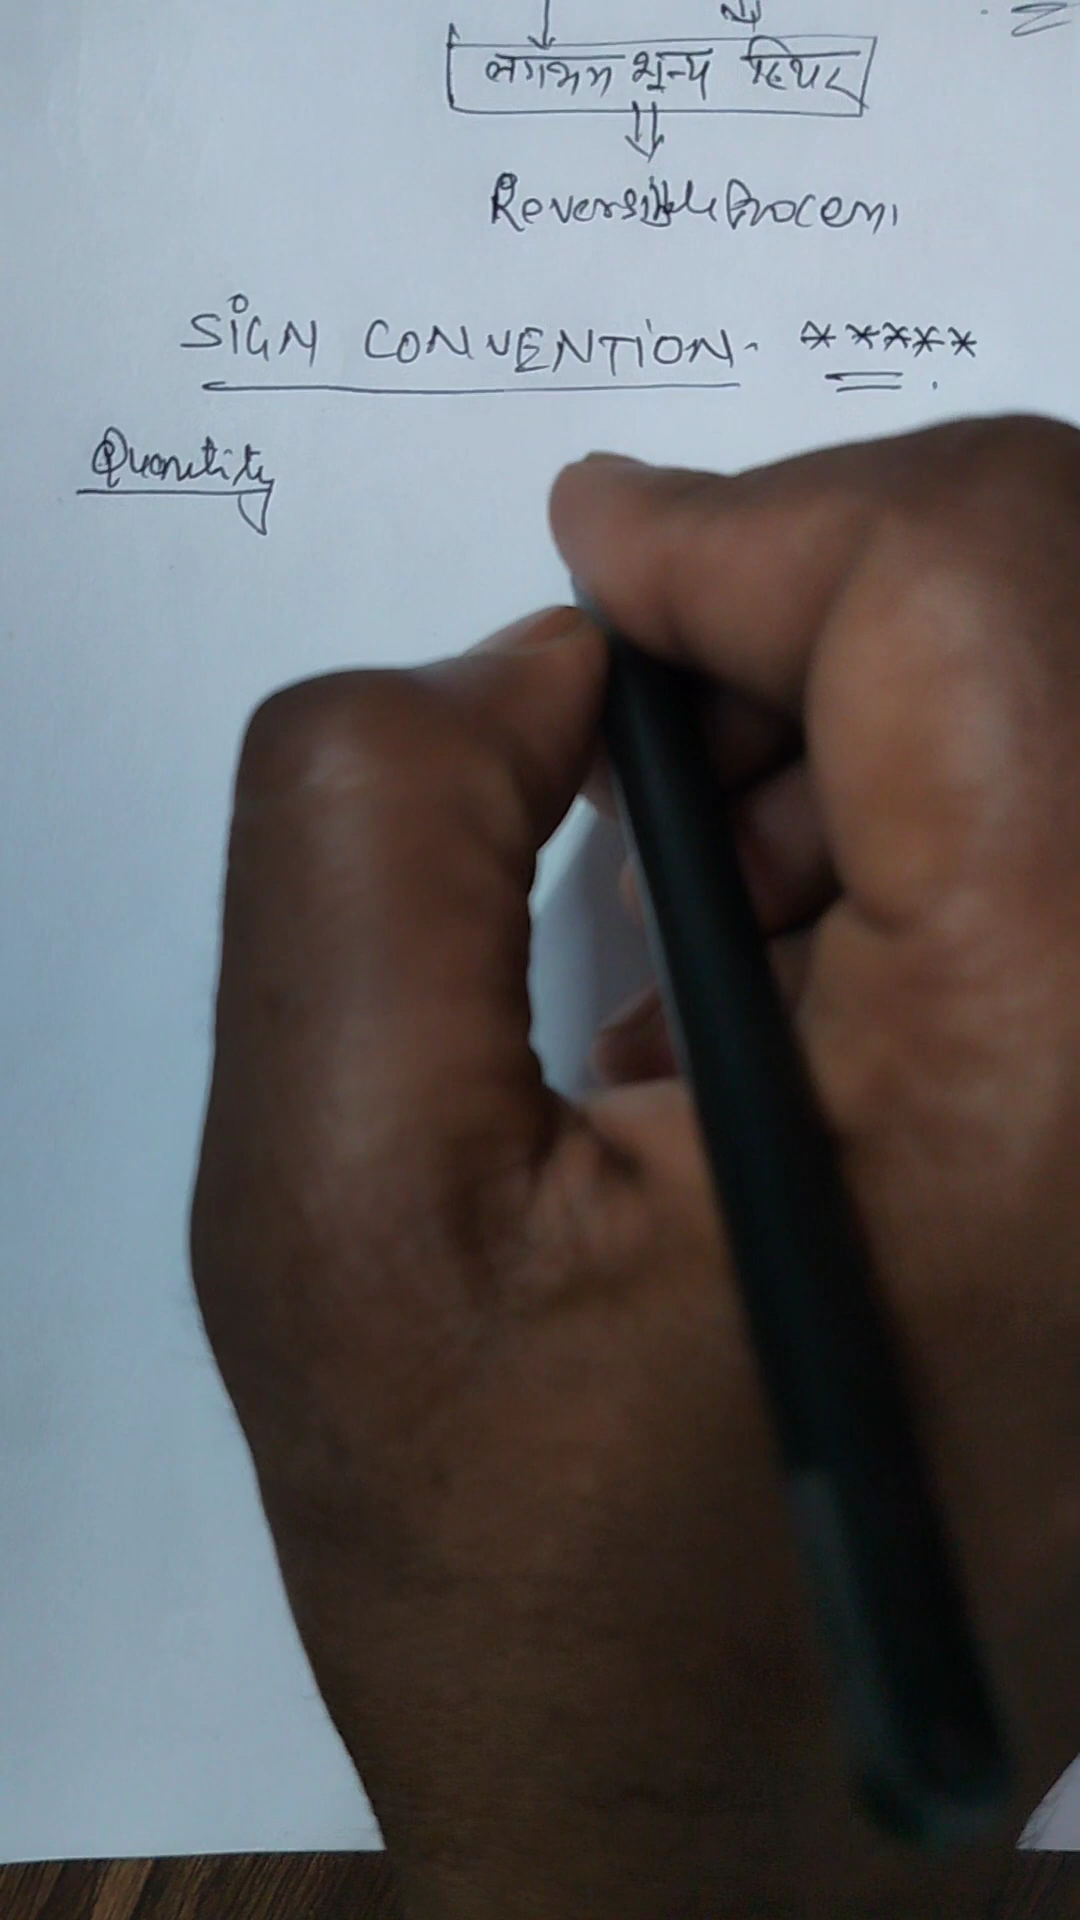 लगभग शून्य स्थिर
Reversible Process
SIGN CONVENTION- *****
Quantity